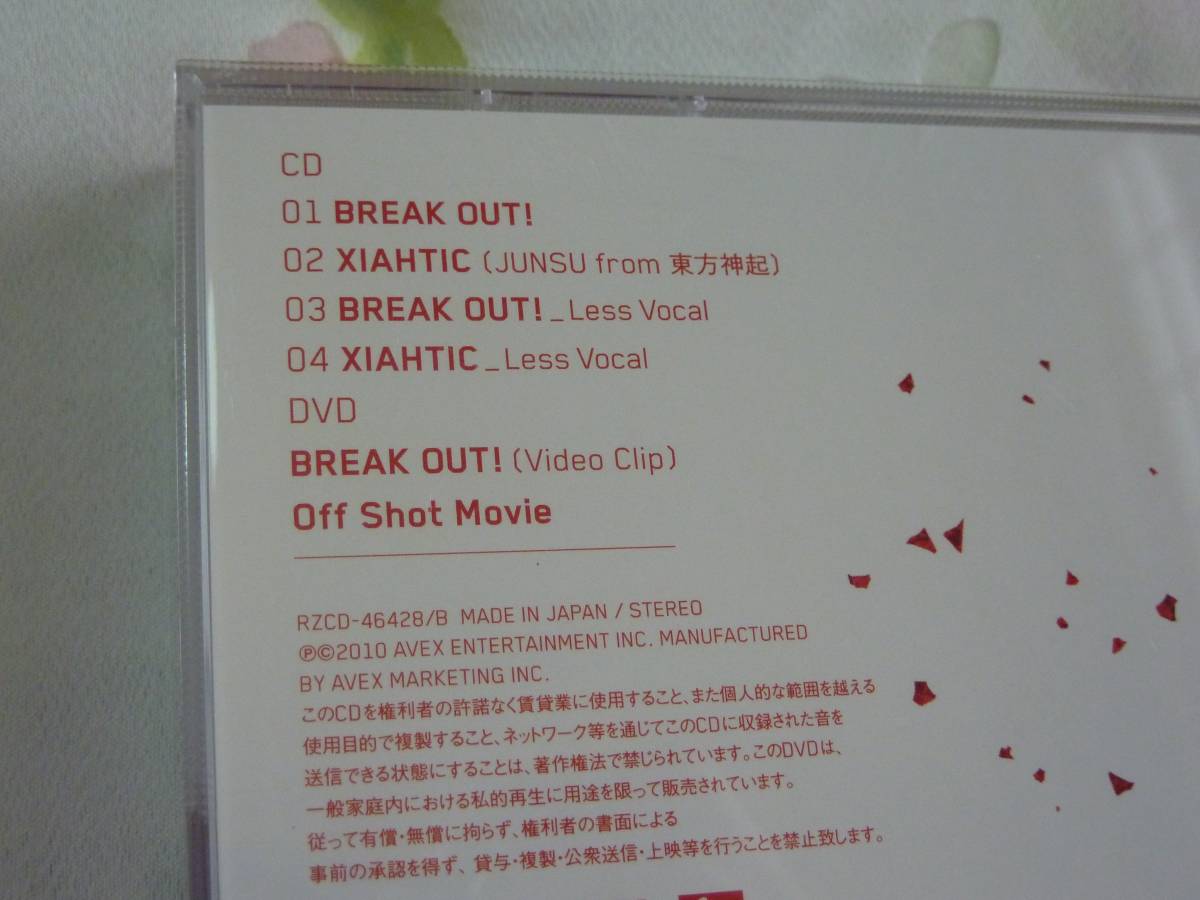 CD
01 BREAK OUT!
02 XIAHTIC (JUNSU from 東方神起)
03 BREAK OUT!_Less Vocal
04 XIAHTIC_Less Vocal
DVD
BREAK OUT! (Video Clip)
Off Shot Movie
RZCD-46428/B MADE IN JAPAN / STEREO
℗©2010 AVEX ENTERTAINMENT INC. MANUFACTURED
BY AVEX MARKETING INC.
このCDを権利者の許諾なく賃貸業に使用すること、また個人的な範囲を越える
使用目的で複製すること、ネットワーク等を通じてこのCDに収録された音を
送信できる状態にすることは、著作権法で禁じられています。このDVDは、
一般家庭内における私的再生に用途を限って販売されています。
従って有償・無償に拘らず、権利者の書面による
事前の承認を得ず、貸与・複製・公衆送信・上映等を行うことを禁止致します。